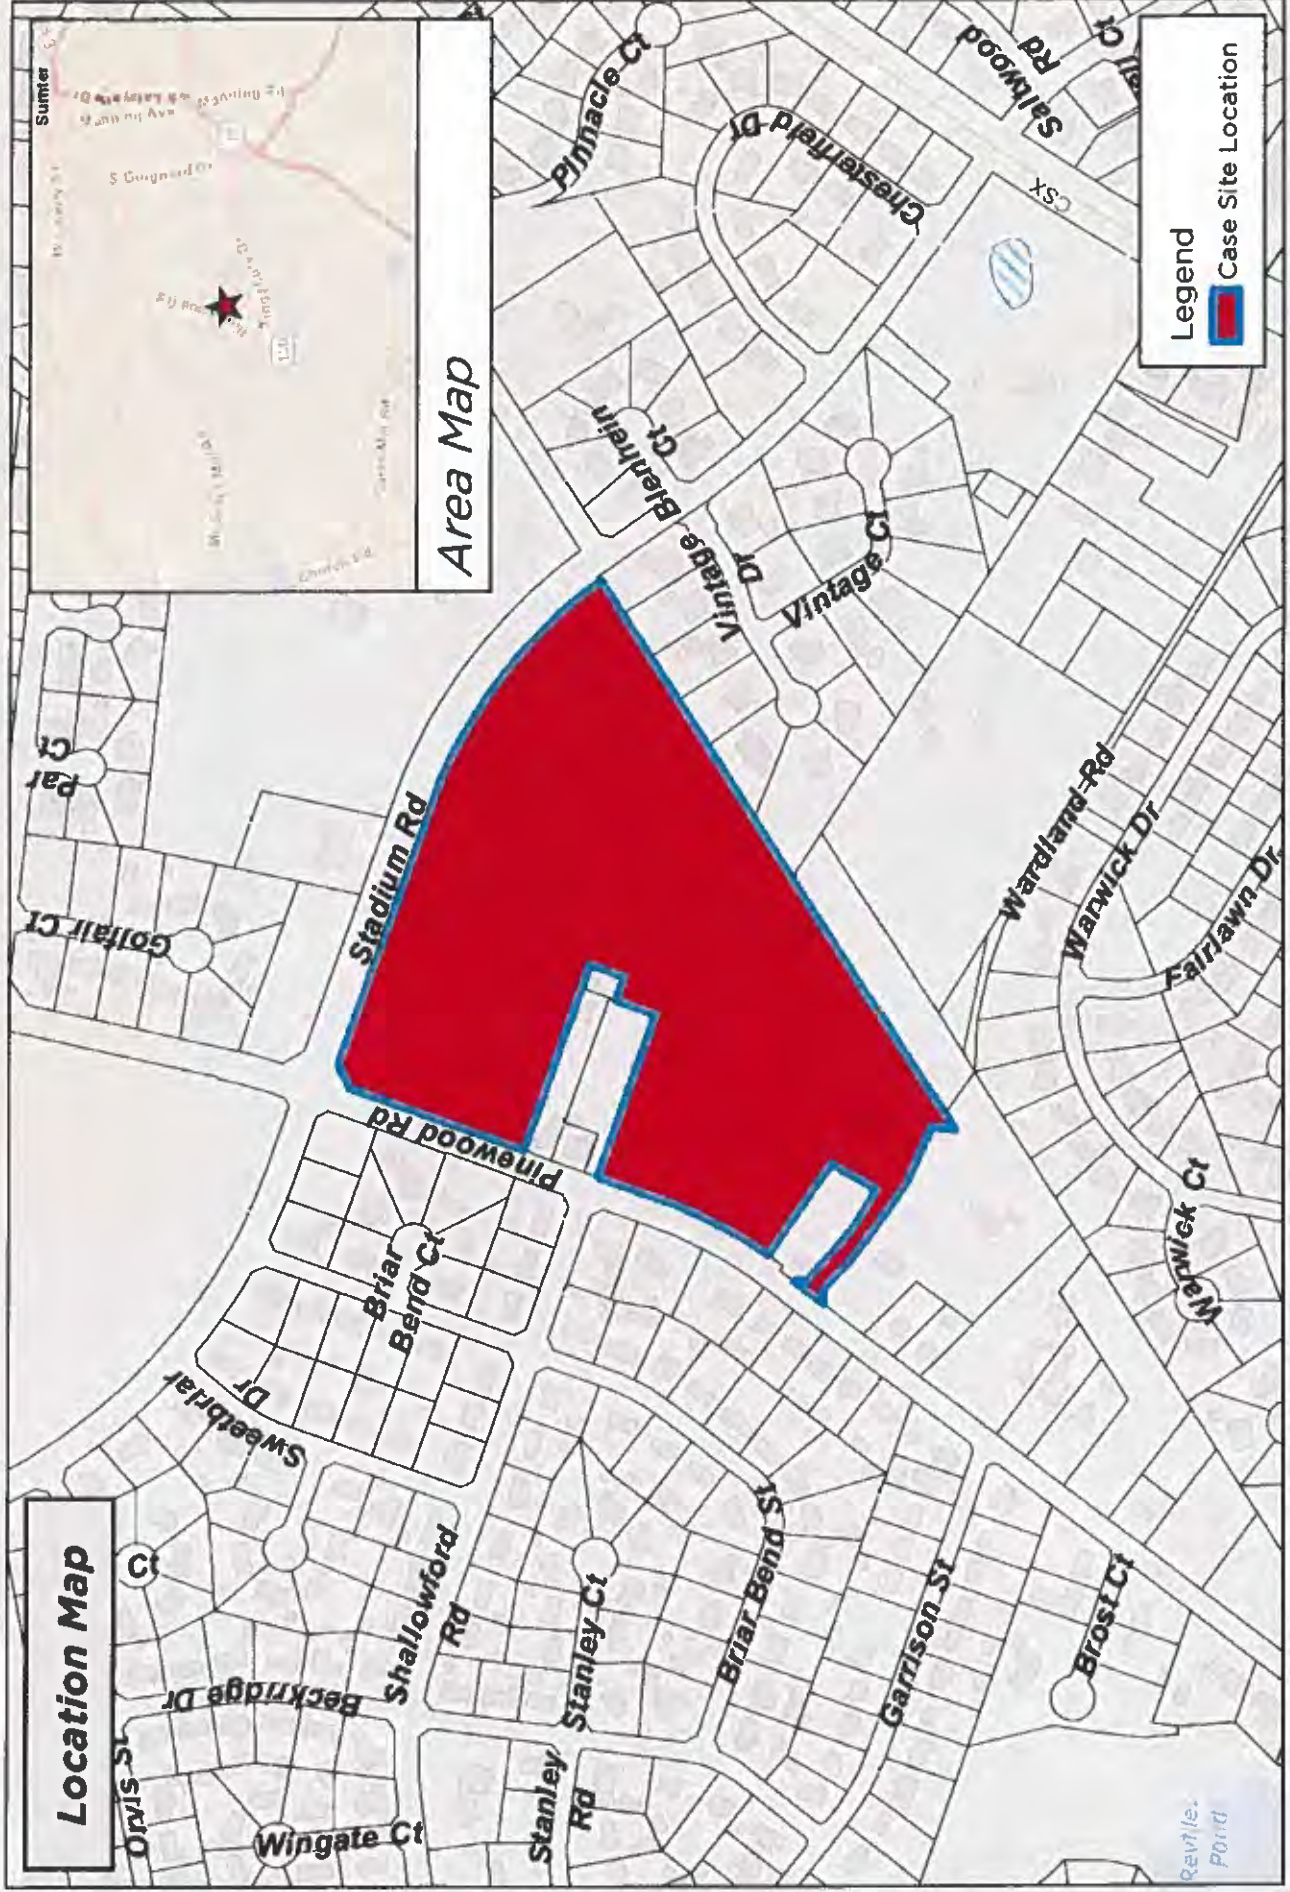 Location Map
Sumter
Area Map
Legend
Case Site Location
Orvis St
Ct
Wingate Ct
Beckridge Dr
Sweetbriar
Dr
Shallowford
Rd
Stanley
Rd
Stanley Ct
Briar
Bend Ct
Briar Bend St
Garrison St
Brost Ct
Pinewood Rd
Stadium Rd
Golfair Ct
Par
Ct
Pinnacle Ct
Chesterfield Dr
Saltwood
Rd
Ct
CSX
Blenhein
Ct
Vintage
Dr
Vintage Ct
Wardland Rd
Warwick Dr
Fairlawn Dr
Warwick Ct
Pond